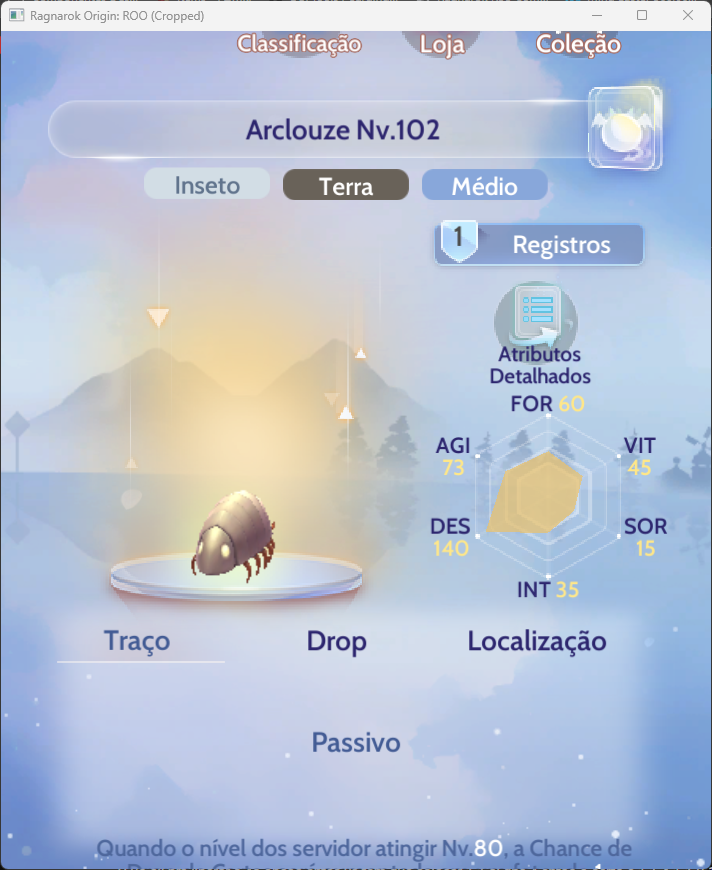 Ragnarok Origin: ROO (Cropped)
Classificação
Loja
Coleção
Arclouze Nv.102
Inseto
Terra
Médio
1
Registros
Atributos
Detalhados
FOR 60
AGI
73
VIT
45
DES
140
SOR
15
INT 35
Traço
Drop
Localização
Passivo
Quando o nível dos servidor atingir Nv.80, a Chance de